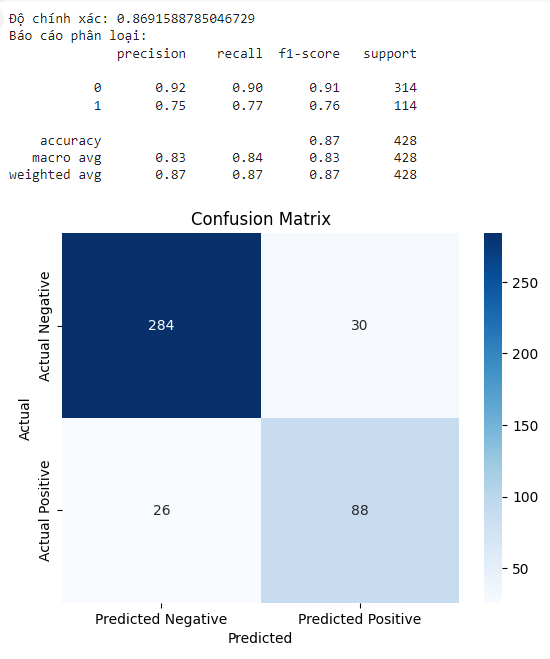 Độ chính xác: 0.8691588785046729
Báo cáo phân loại:
precision recall f1-score support
0 0.92 0.90 0.91 314
1 0.75 0.77 0.76 114
accuracy 0.87 428
macro avg 0.83 0.84 0.83 428
weighted avg 0.87 0.87 0.87 428
Confusion Matrix
Actual
Actual Negative
284 30
Actual Positive
26 88
Predicted Negative Predicted Positive
Predicted
250
200
150
100
50